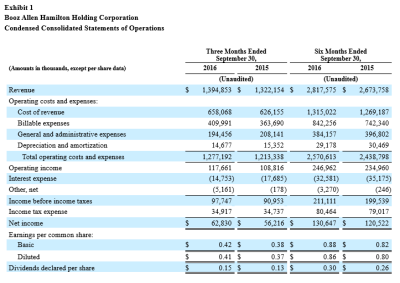 Exhibit 1
Booz Allen Hamilton Holding Corporation
Condensed Consolidated Statements of Operations
Three Months Ended September 30, Six Months Ended September 30,
(Amounts in thousands, except per share data) 2016 2015 2016 2015
(Unaudited) (Unaudited)
Revenue $ 1,394,853 $ 1,322,154 $ 2,817,575 $ 2,673,758
Operating costs and expenses:
Cost of revenue 658,068 626,155 1,315,022 1,269,187
Billable expenses 409,991 363,690 842,256 742,340
General and administrative expenses 194,456 208,141 384,157 396,802
Depreciation and amortization 14,677 15,352 29,178 30,469
Total operating costs and expenses 1,277,192 1,213,338 2,570,613 2,438,798
Operating income 117,661 108,816 246,962 234,960
Interest expense (14,753) (17,685) (32,581) (35,175)
Other, net (5,161) (178) (3,270) (246)
Income before income taxes 97,747 90,953 211,111 199,539
Income tax expense 34,917 34,737 80,464 79,017
Net income $ 62,830 $ 56,216 $ 130,647 $ 120,522
Earnings per common share:
Basic $ 0.42 $ 0.38 $ 0.88 $ 0.82
Diluted $ 0.41 $ 0.37 $ 0.86 $ 0.80
Dividends declared per share $ 0.15 $ 0.13 $ 0.30 $ 0.26